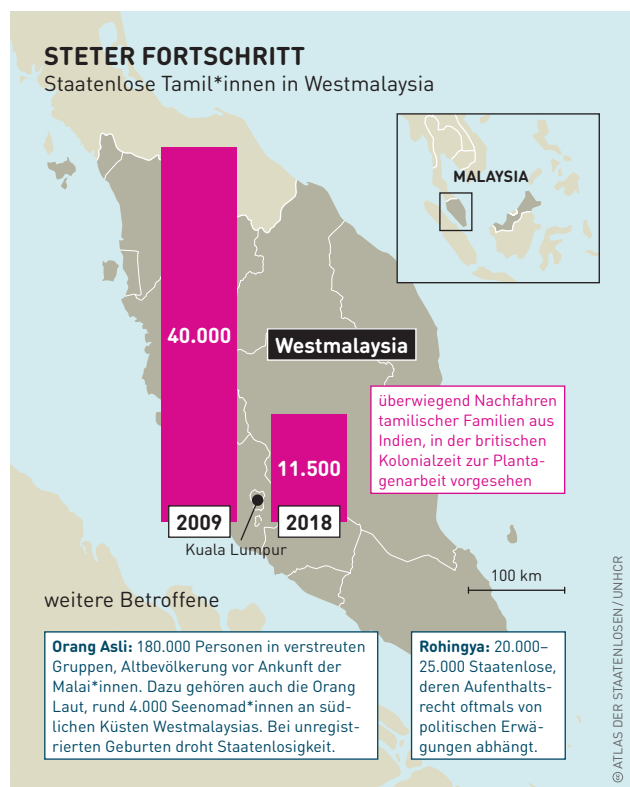 STETER FORTSCHRITT
Staatenlose Tamil*innen in Westmalaysia
MALAYSIA
40.000
Westmalaysia
überwiegend Nachfahren
tamilischer Familien aus
Indien, in der britischen
Kolonialzeit zur Planta-
genarbeit vorgesehen
11.500
2009
2018
Kuala Lumpur
100 km
weitere Betroffene
Orang Asli: 180.000 Personen in verstreuten
Gruppen, Altbevölkerung vor Ankunft der
Malai*innen. Dazu gehören auch die Orang
Laut, rund 4.000 Seenomad*innen an süd-
lichen Küsten Westmalaysias. Bei unregist-
rierten Geburten droht Staatenlosigkeit.
Rohingya: 20.000–
25.000 Staatenlose,
deren Aufenthalts-
recht oftmals von
politischen Erwä-
gungen abhängt.
🅭 ATLAS DER STAATENLOSEN / UNHCR